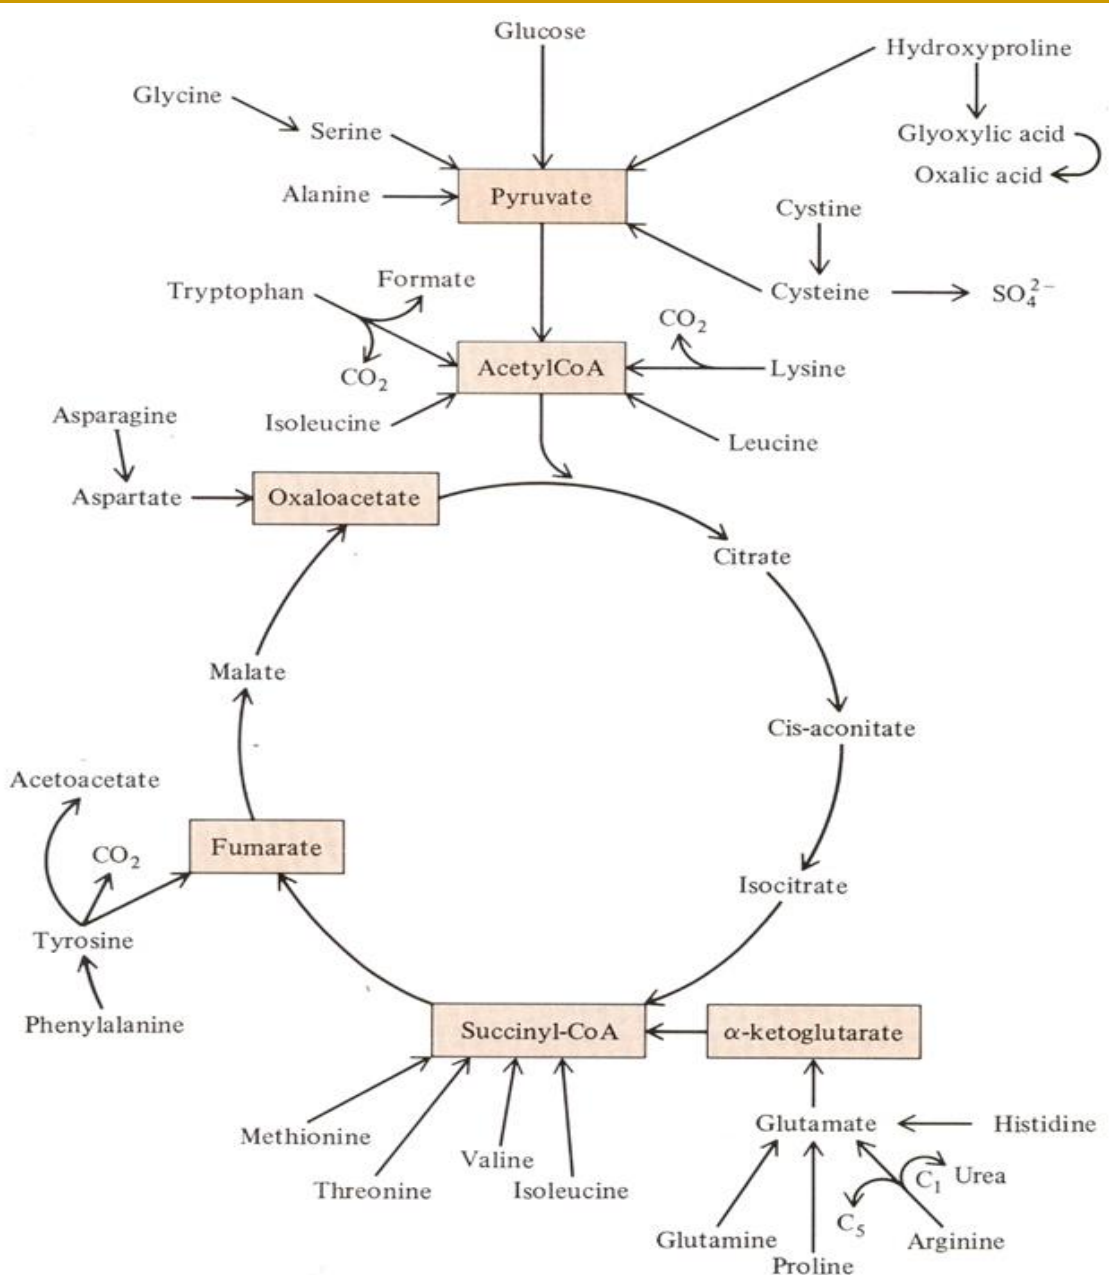 Glucose
Hydroxyproline
Glycine
Serine
Glyoxylic acid
Oxalic acid
Alanine
Pyruvate
Cystine
Tryptophan
Formate
Cysteine
SO₄²⁻
CO₂
CO₂
AcetylCoA
Lysine
Asparagine
Isoleucine
Leucine
Aspartate
Oxaloacetate
Citrate
Malate
Cis-aconitate
Acetoacetate
CO₂
Fumarate
Isocitrate
Tyrosine
Phenylalanine
Succinyl-CoA
α-ketoglutarate
Methionine
Glutamate
Histidine
Valine
Threonine
Isoleucine
C₁
Urea
C₅
Glutamine
Arginine
Proline